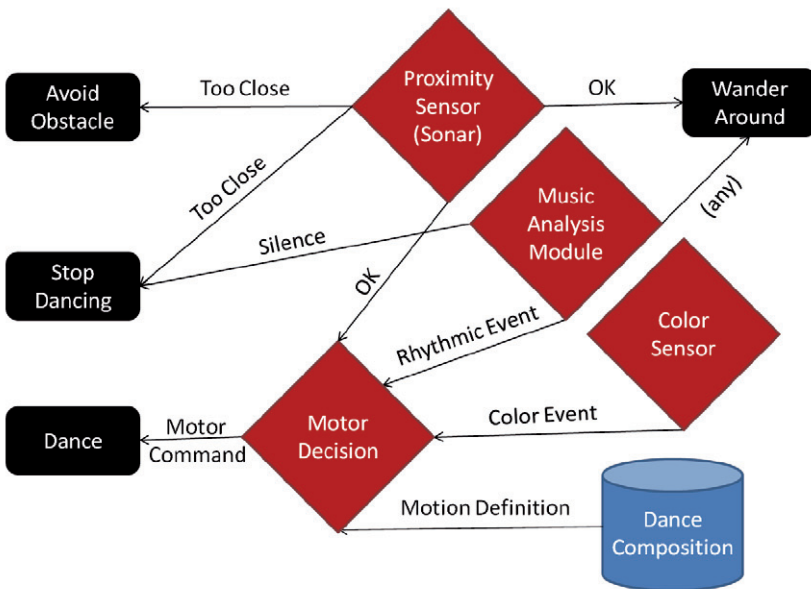 Avoid
Obstacle
Too Close
Proximity
Sensor
(Sonar)
OK
Wander
Around
Too Close
Music
Analysis
Module
(any)
Silence
Stop
Dancing
OK
Rhythmic Event
Color
Sensor
Dance
Motor
Command
Motor
Decision
Color Event
Motion Definition
Dance
Composition